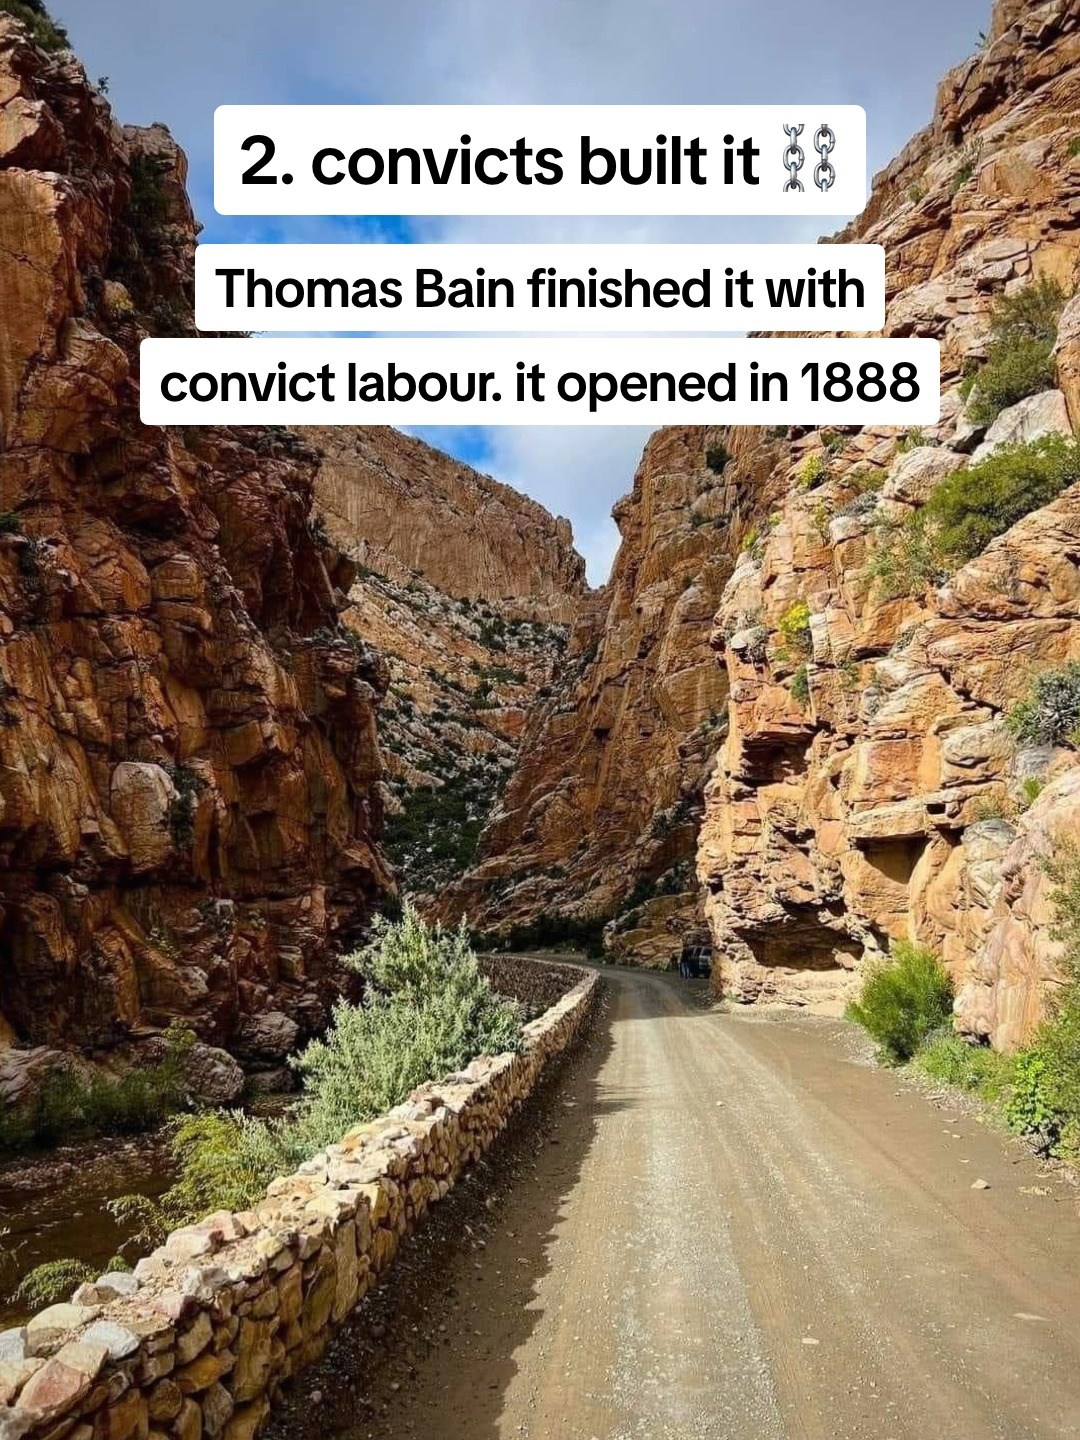 2. convicts built it ⛓️
Thomas Bain finished it with
convict labour. it opened in 1888